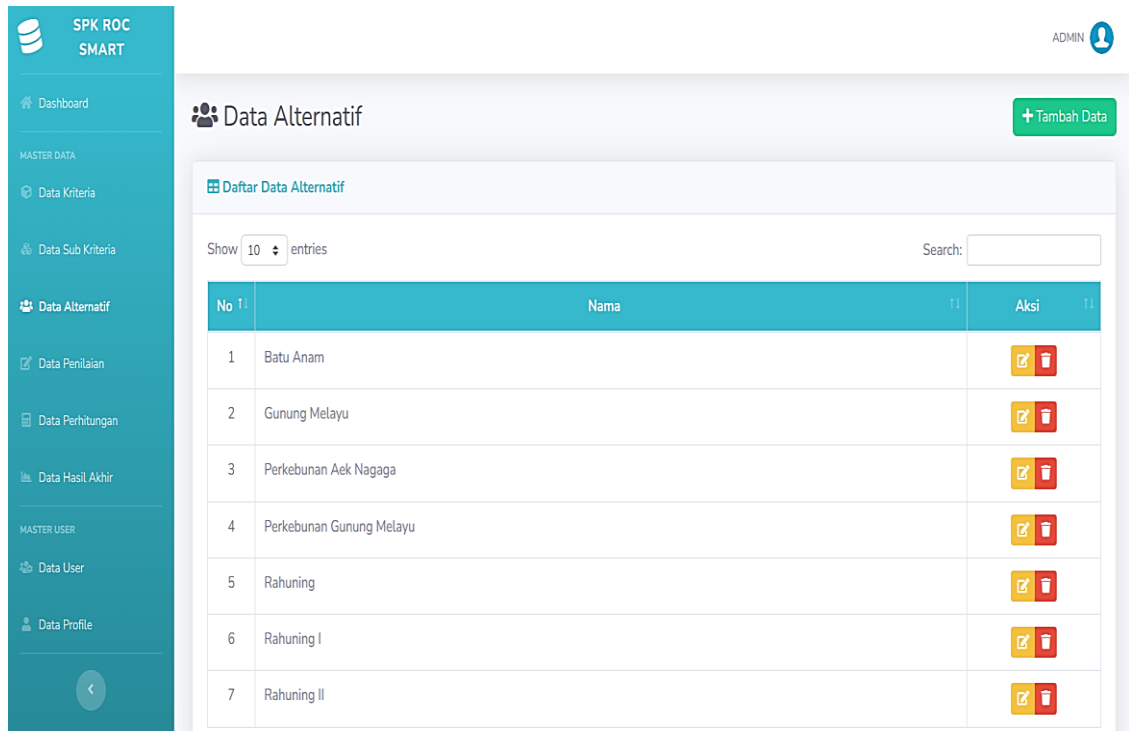 SPK ROC
SMART
ADMIN
Dashboard
MASTER DATA
Data Kriteria
Data Sub Kriteria
Data Alternatif
Data Penilaian
Data Perhitungan
Data Hasil Akhir
MASTER USER
Data User
Data Profile
Data Alternatif
Tambah Data
Daftar Data Alternatif
Show 10 entries
Search:
No Nama Aksi
1 Batu Anam
2 Gunung Melayu
3 Perkebunan Aek Nagaga
4 Perkebunan Gunung Melayu
5 Rahuning
6 Rahuning I
7 Rahuning II